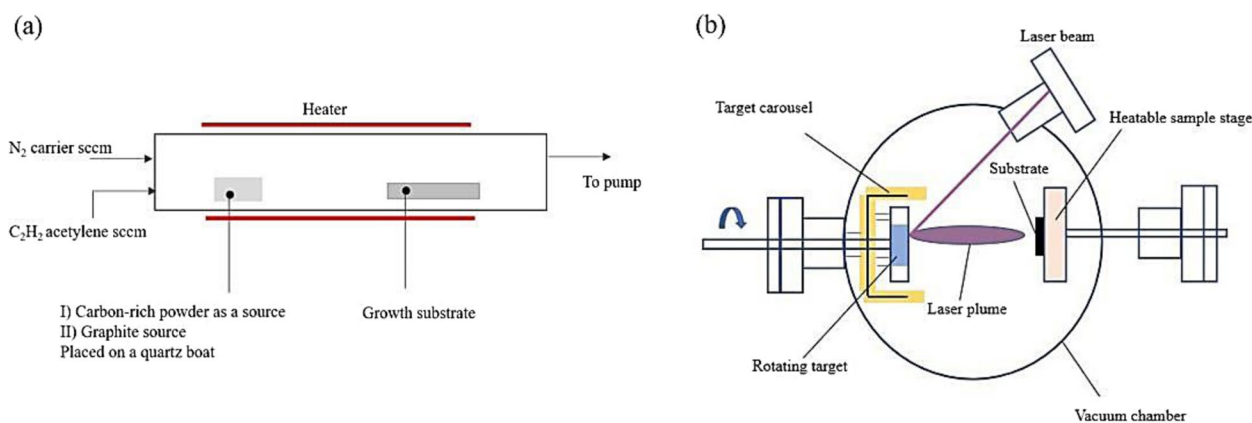 (a)
Heater
N₂ carrier sccm
To pump
C₂H₂ acetylene sccm
I) Carbon-rich powder as a source
II) Graphite source
Placed on a quartz boat
Growth substrate
(b)
Laser beam
Target carousel
Heatable sample stage
Substrate
Laser plume
Rotating target
Vacuum chamber